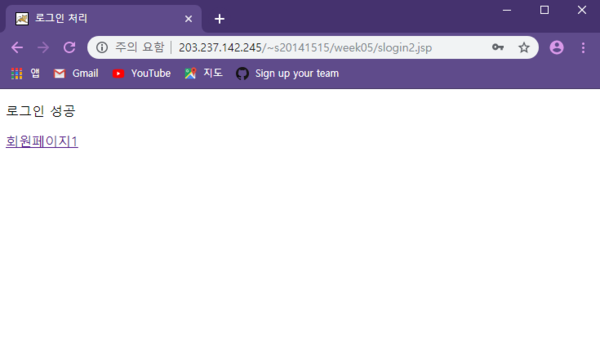 로그인 처리
주의 요함 203.237.142.245/~s20141515/week05/slogin2.jsp
앱 Gmail YouTube 지도 Sign up your team
로그인 성공
회원페이지1